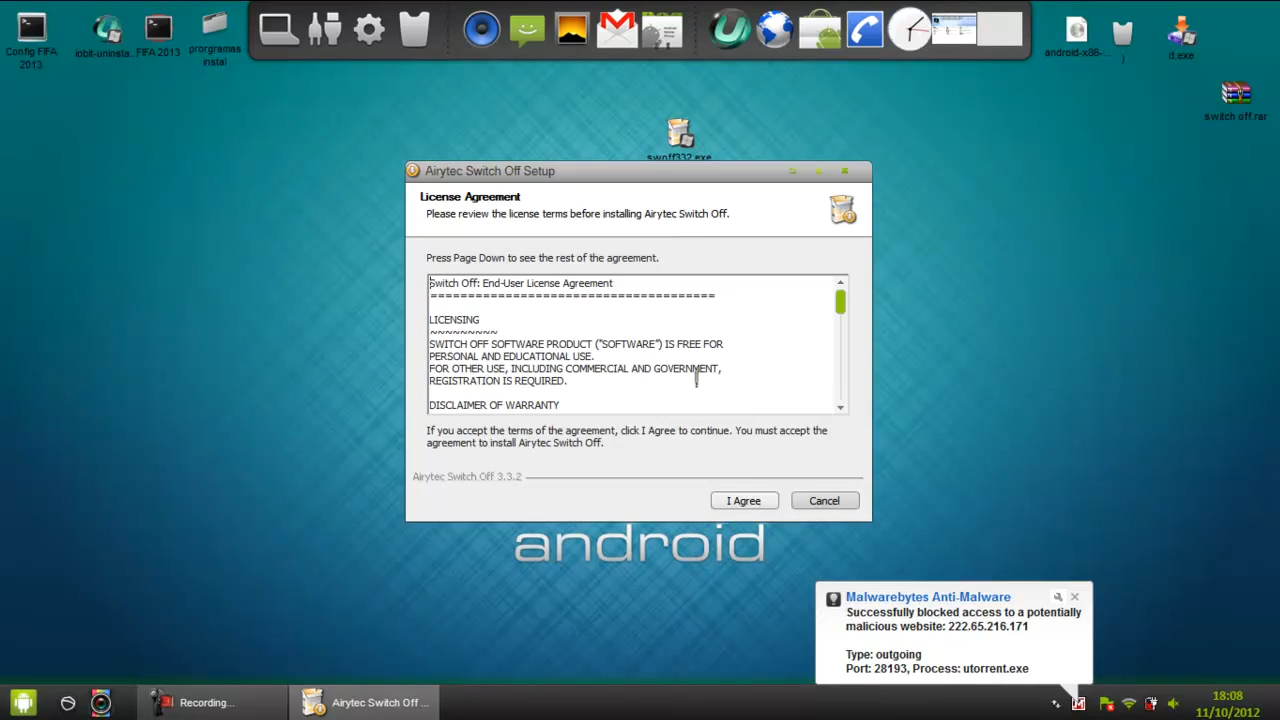 Config FIFA
2013
iobit-uninsta...
FIFA 2013
prorgramas
instal
android-x86-...
)
d.exe
switch off.rar
swoff332.exe
Airytec Switch Off Setup
License Agreement
Please review the license terms before installing Airytec Switch Off.
Press Page Down to see the rest of the agreement.
Switch Off: End-User License Agreement
======================================
LICENSING
~~~~~~~~~
SWITCH OFF SOFTWARE PRODUCT ("SOFTWARE") IS FREE FOR
PERSONAL AND EDUCATIONAL USE.
FOR OTHER USE, INCLUDING COMMERCIAL AND GOVERNMENT,
REGISTRATION IS REQUIRED.
DISCLAIMER OF WARRANTY
If you accept the terms of the agreement, click I Agree to continue. You must accept the
agreement to install Airytec Switch Off.
Airytec Switch Off 3.3.2
I Agree
Cancel
android
Malwarebytes Anti-Malware
Successfully blocked access to a potentially
malicious website: 222.65.216.171
Type: outgoing
Port: 28193, Process: utorrent.exe
Recording...
Airytec Switch Off ...
18:08
11/10/2012